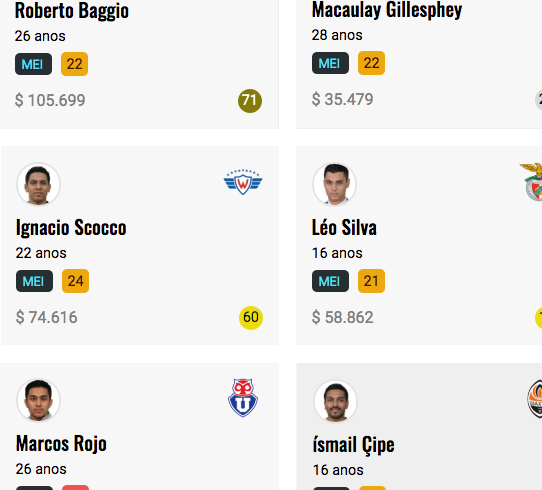 Roberto Baggio
26 anos
MEI 22
$ 105.699
71
Macaulay Gillesphey
28 anos
MEI 22
$ 35.479
W
Ignacio Scocco
22 anos
MEI 24
$ 74.616
60
Léo Silva
16 anos
MEI 21
$ 58.862
U
Marcos Rojo
26 anos
ísmail Çipe
16 anos